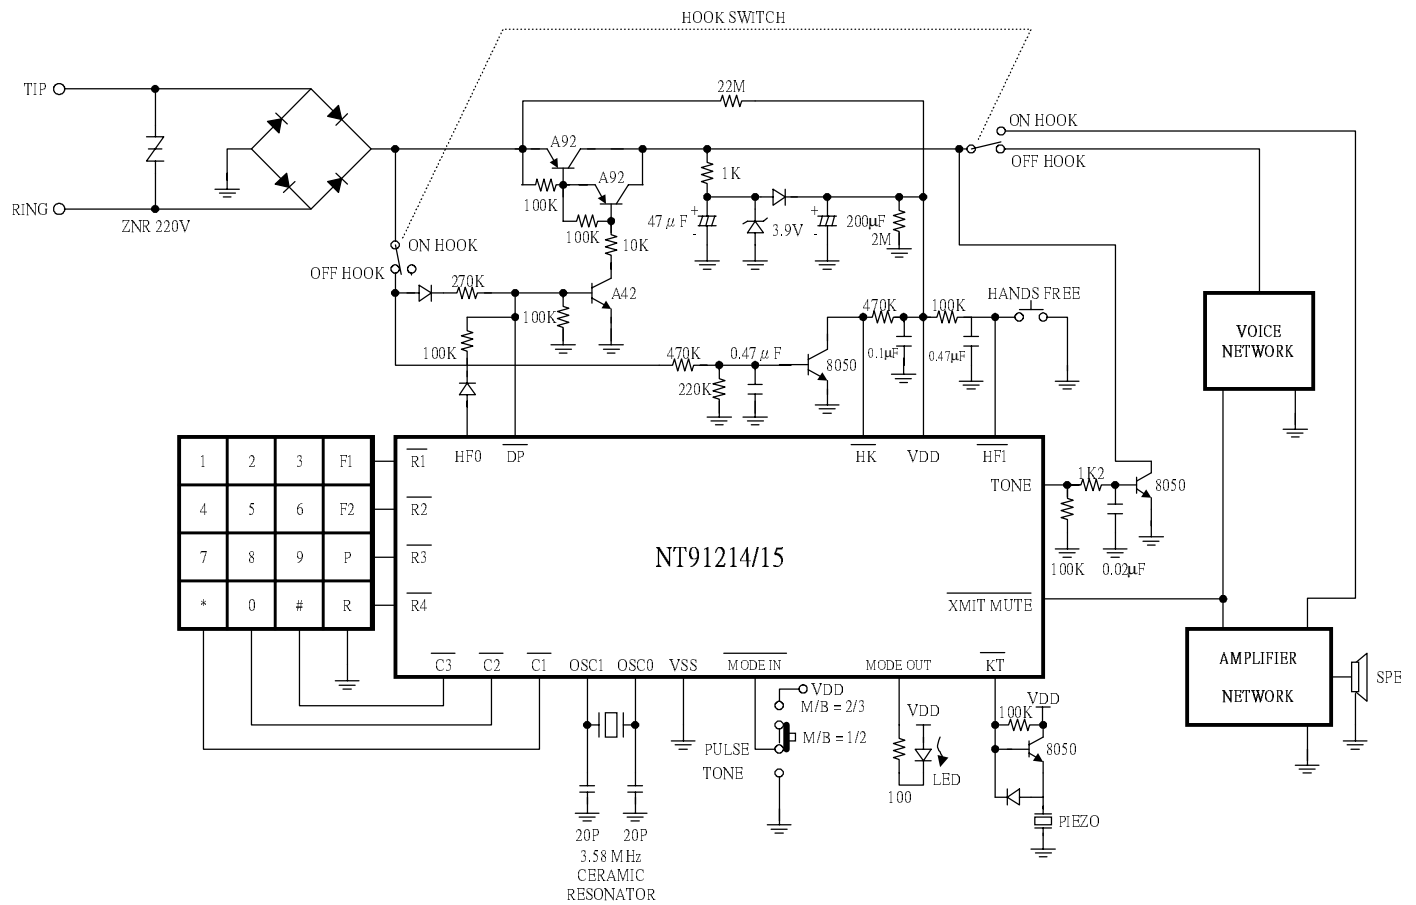 HOOK SWITCH
TIP
22M
ON HOOK
A92
OFF HOOK
1K
A92
100K
RING
ZNR 220V
47 μ F
+
-
3.9V
+
-
200μF
2M
100K
10K
ON HOOK
OFF HOOK
270K
A42
HANDS FREE
470K
100K
100K
VOICE
NETWORK
100K
470K
0.47 μ F
8050
0.1μF
0.47μF
220K
1 2 3 F1
R1
HF0
DP
HK
VDD
HF1
TONE
1K2
8050
4 5 6 F2
R2
7 8 9 P
R3
NT91214/15
100K
0.02μF
* 0 # R
R4
XMIT MUTE
C3
C2
C1
OSC1
OSC0
VSS
MODE IN
MODE OUT
KT
AMPLIFIER
NETWORK
SPE
VDD
M/B = 2/3
M/B = 1/2
PULSE
TONE
VDD
LED
100
VDD
100K
8050
PIEZO
20P
20P
3.58 MHz
CERAMIC
RESONATOR